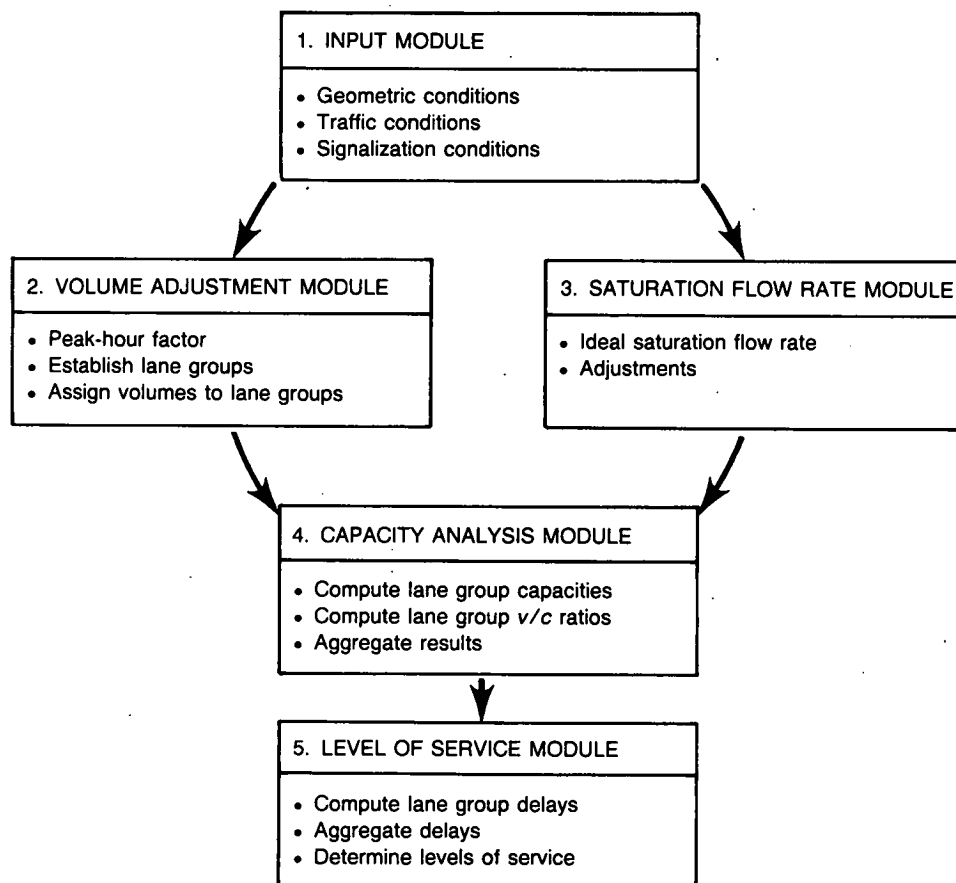 1. INPUT MODULE
• Geometric conditions
• Traffic conditions
• Signalization conditions
2. VOLUME ADJUSTMENT MODULE
• Peak-hour factor
• Establish lane groups
• Assign volumes to lane groups
3. SATURATION FLOW RATE MODULE
• Ideal saturation flow rate
• Adjustments
4. CAPACITY ANALYSIS MODULE
• Compute lane group capacities
• Compute lane group v/c ratios
• Aggregate results
5. LEVEL OF SERVICE MODULE
• Compute lane group delays
• Aggregate delays
• Determine levels of service